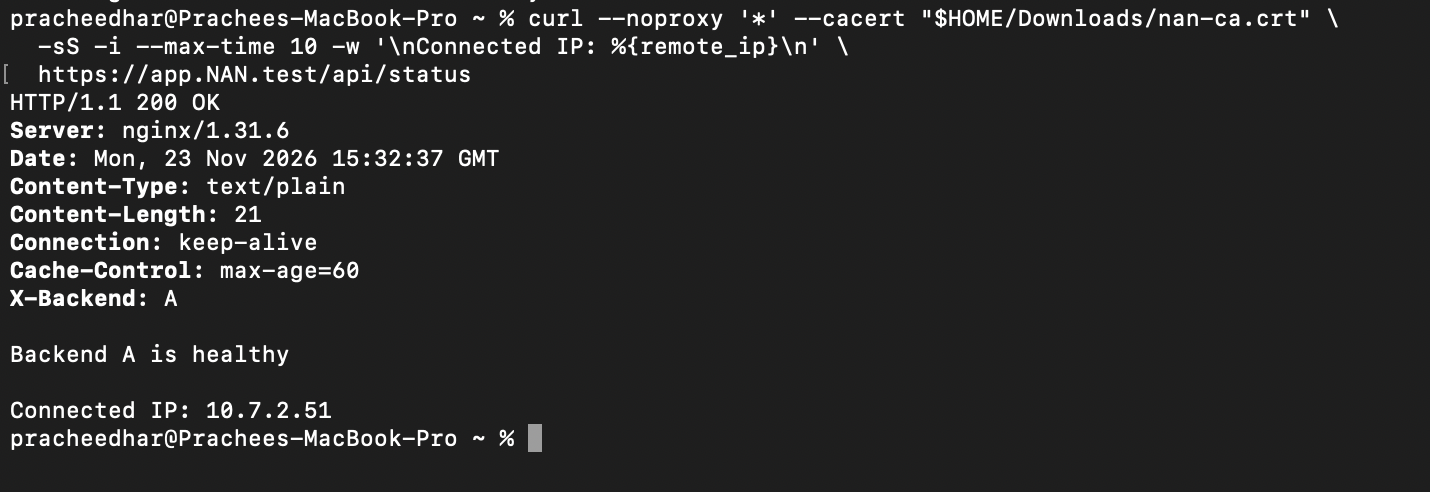 pracheedhar@Prachees-MacBook-Pro ~ % curl --noproxy '*' --cacert "$HOME/Downloads/nan-ca.crt" \
  -sS -i --max-time 10 -w '\nConnected IP: %{remote_ip}\n' \
[  https://app.NAN.test/api/status
HTTP/1.1 200 OK
Server: nginx/1.31.6
Date: Mon, 23 Nov 2026 15:32:37 GMT
Content-Type: text/plain
Content-Length: 21
Connection: keep-alive
Cache-Control: max-age=60
X-Backend: A

Backend A is healthy

Connected IP: 10.7.2.51
pracheedhar@Prachees-MacBook-Pro ~ %